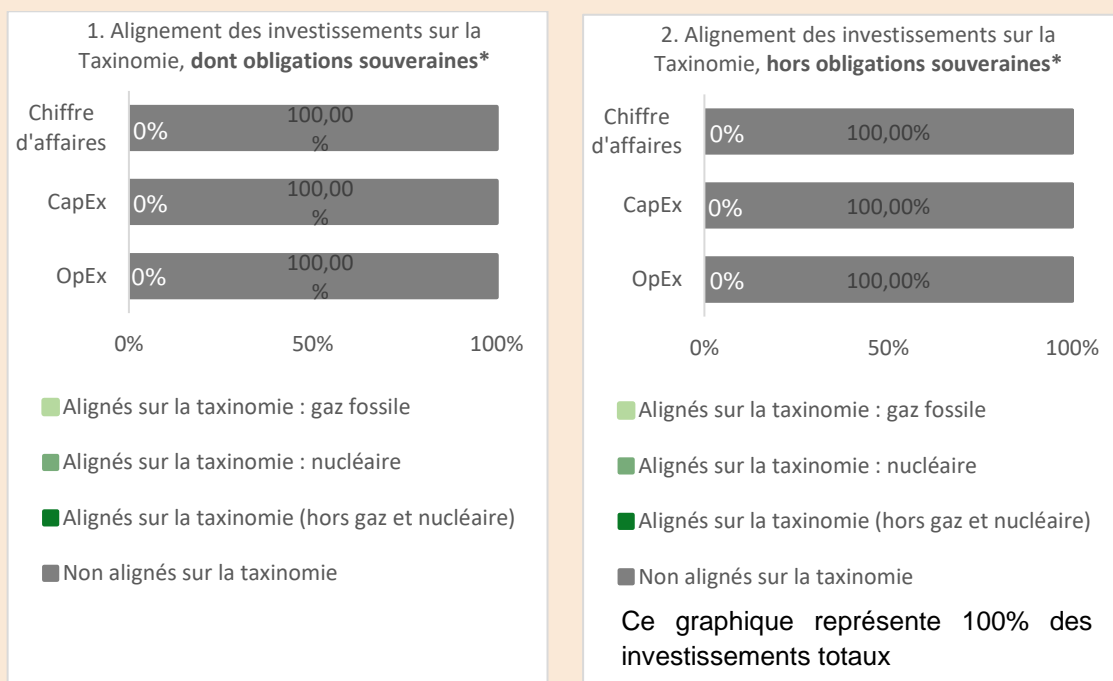 1. Alignement des investissements sur la
Taxinomie, dont obligations souveraines*
Chiffre
d'affaires
0%
100,00
%
CapEx
0%
100,00
%
OpEx
0%
100,00
%
0%
50%
100%
Alignés sur la taxinomie : gaz fossile
Alignés sur la taxinomie : nucléaire
Alignés sur la taxinomie (hors gaz et nucléaire)
Non alignés sur la taxinomie
2. Alignement des investissements sur la
Taxinomie, hors obligations souveraines*
Chiffre
d'affaires
0%
100,00%
CapEx
0%
100,00%
OpEx
0%
100,00%
0%
50%
100%
Alignés sur la taxinomie : gaz fossile
Alignés sur la taxinomie : nucléaire
Alignés sur la taxinomie (hors gaz et nucléaire)
Non alignés sur la taxinomie
Ce graphique représente 100% des
investissements totaux